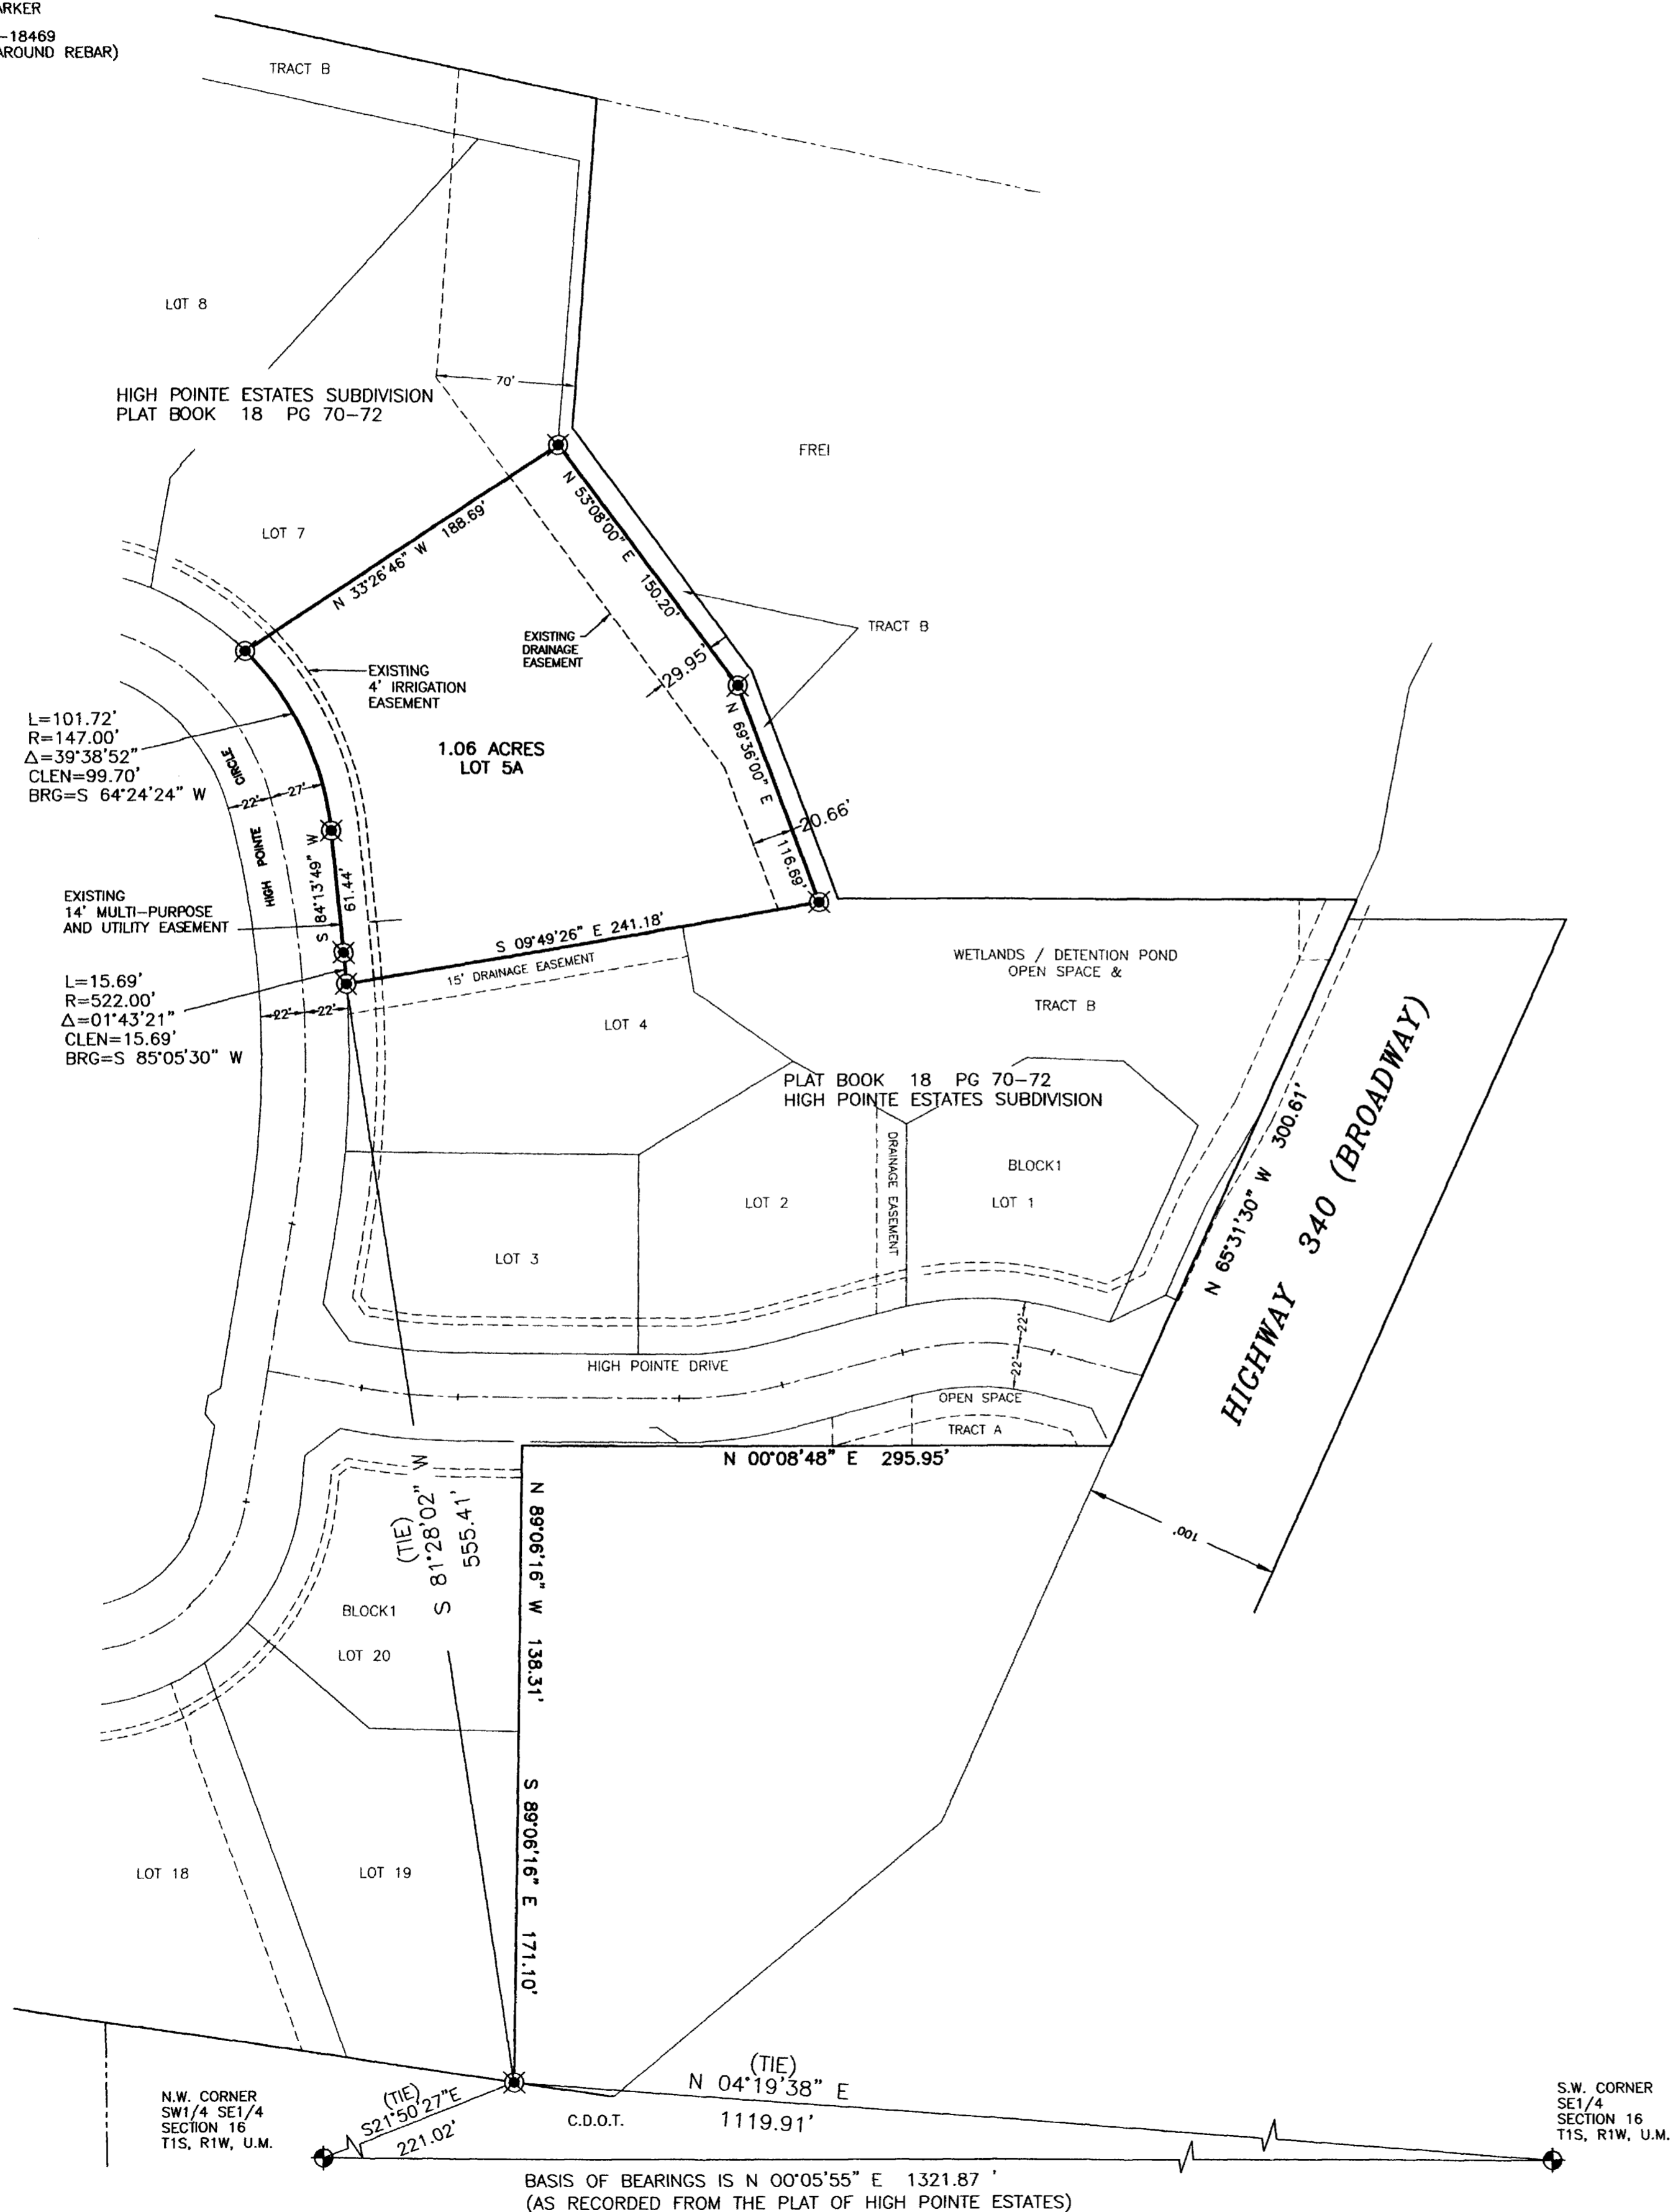 ARKER
-18469
AROUND REBAR)
TRACT B
LOT 8
70'
HIGH POINTE ESTATES SUBDIVISION
PLAT BOOK 18 PG 70-72
FREI
LOT 7
N 33°26'46" W 188.69'
N 53°08'00" E 150.20'
TRACT B
EXISTING
DRAINAGE
EASEMENT
29.95'
EXISTING
4' IRRIGATION
EASEMENT
L=101.72'
R=147.00'
Δ=39°38'52"
CLEN=99.70'
BRG=S 64°24'24" W
1.06 ACRES
LOT 5A
N 69°36'00" E
116.69'
20.66'
HIGH POINTE CIRCLE
22'
27'
S 84°13'49" W
61.44'
EXISTING
14' MULTI-PURPOSE
AND UTILITY EASEMENT
S 09°49'26" E 241.18'
15' DRAINAGE EASEMENT
L=15.69'
R=522.00'
Δ=01°43'21"
CLEN=15.69'
BRG=S 85°05'30" W
22'
22'
WETLANDS / DETENTION POND
OPEN SPACE &
TRACT B
LOT 4
PLAT BOOK 18 PG 70-72
HIGH POINTE ESTATES SUBDIVISION
DRAINAGE EASEMENT
BLOCK1
LOT 1
LOT 2
LOT 3
N 65°31'30" W 300.61'
HIGHWAY 340 (BROADWAY)
22'
22'
HIGH POINTE DRIVE
OPEN SPACE
TRACT A
N 00°08'48" E 295.95'
100'
N 89°06'16" W 138.31'
(TIE)
S 81°28'02" W
555.41'
BLOCK1
LOT 20
S 89°06'16" E 171.10'
LOT 18
LOT 19
N.W. CORNER
SW1/4 SE1/4
SECTION 16
T1S, R1W, U.M.
(TIE)
S21°50'27"E
221.02'
C.D.O.T.
(TIE)
N 04°19'38" E
1119.91'
S.W. CORNER
SE1/4
SECTION 16
T1S, R1W, U.M.
BASIS OF BEARINGS IS N 00°05'55" E 1321.87 '
(AS RECORDED FROM THE PLAT OF HIGH POINTE ESTATES)